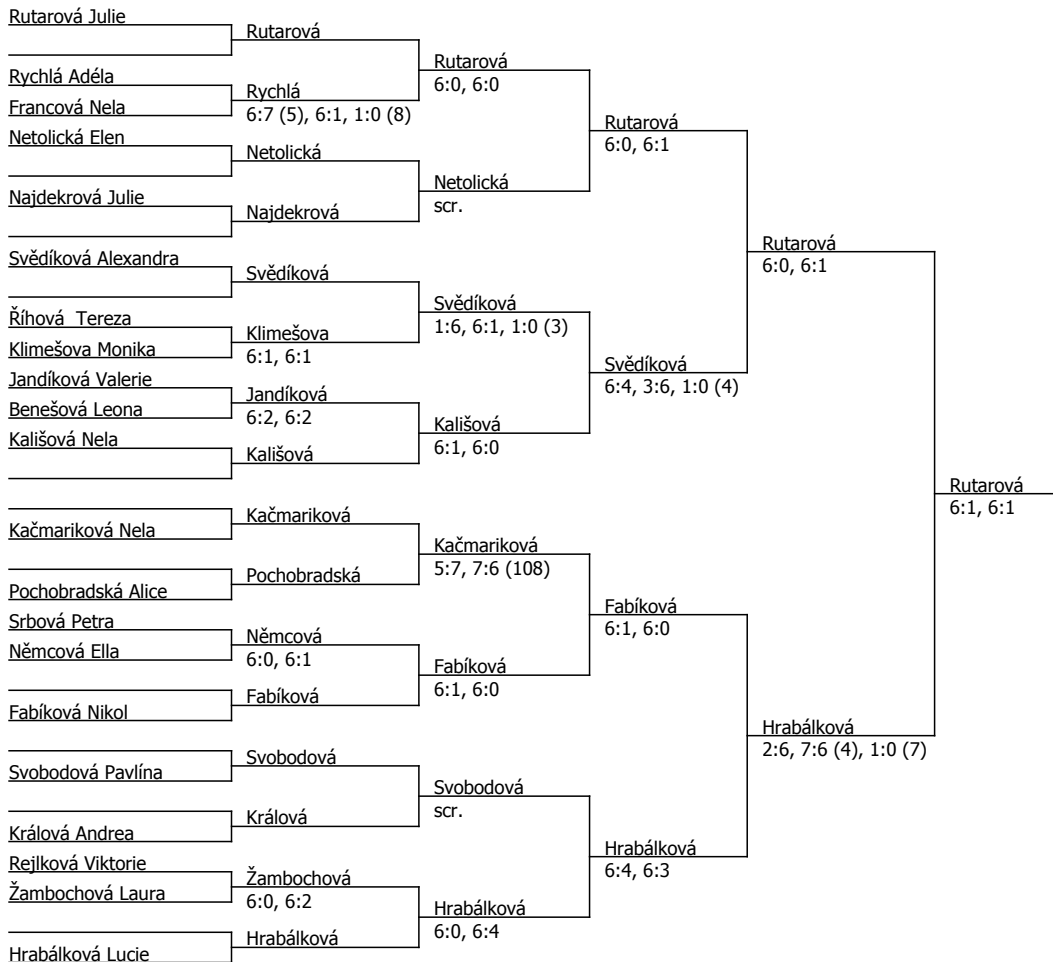 Rutarová Julie
Rychlá Adéla
Francová Nela
Netolická Elen
Najdekrová Julie
Svědíková Alexandra
Říhová  Tereza
Klimešova Monika
Jandíková Valerie
Benešová Leona
Kališová Nela
Kačmariková Nela
Pochobradská Alice
Srbová Petra
Němcová Ella
Fabíková Nikol
Svobodová Pavlína
Králová Andrea
Rejlková Viktorie
Žambochová Laura
Hrabálková Lucie
Rutarová
Rychlá
6:7 (5), 6:1, 1:0 (8)
Netolická
Najdekrová
Svědíková
Klimešova
6:1, 6:1
Jandíková
6:2, 6:2
Kališová
Kačmariková
Pochobradská
Němcová
6:0, 6:1
Fabíková
Svobodová
Králová
Žambochová
6:0, 6:2
Hrabálková
Rutarová
6:0, 6:0
Netolická
scr.
Svědíková
1:6, 6:1, 1:0 (3)
Kališová
6:1, 6:0
Kačmariková
5:7, 7:6 (108)
Fabíková
6:1, 6:0
Svobodová
scr.
Hrabálková
6:0, 6:4
Rutarová
6:0, 6:1
Svědíková
6:4, 3:6, 1:0 (4)
Fabíková
6:1, 6:0
Hrabálková
6:4, 6:3
Rutarová
6:0, 6:1
Hrabálková
2:6, 7:6 (4), 1:0 (7)
Rutarová
6:1, 6:1